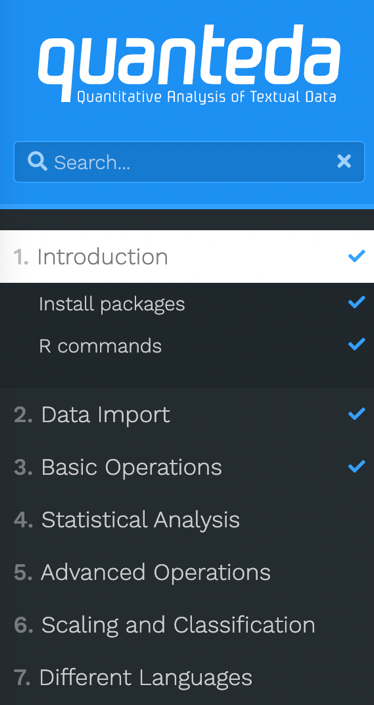 quanteda
Quantitative Analysis of Textual Data
Search...
1. Introduction
Install packages
R commands
2. Data Import
3. Basic Operations
4. Statistical Analysis
5. Advanced Operations
6. Scaling and Classification
7. Different Languages